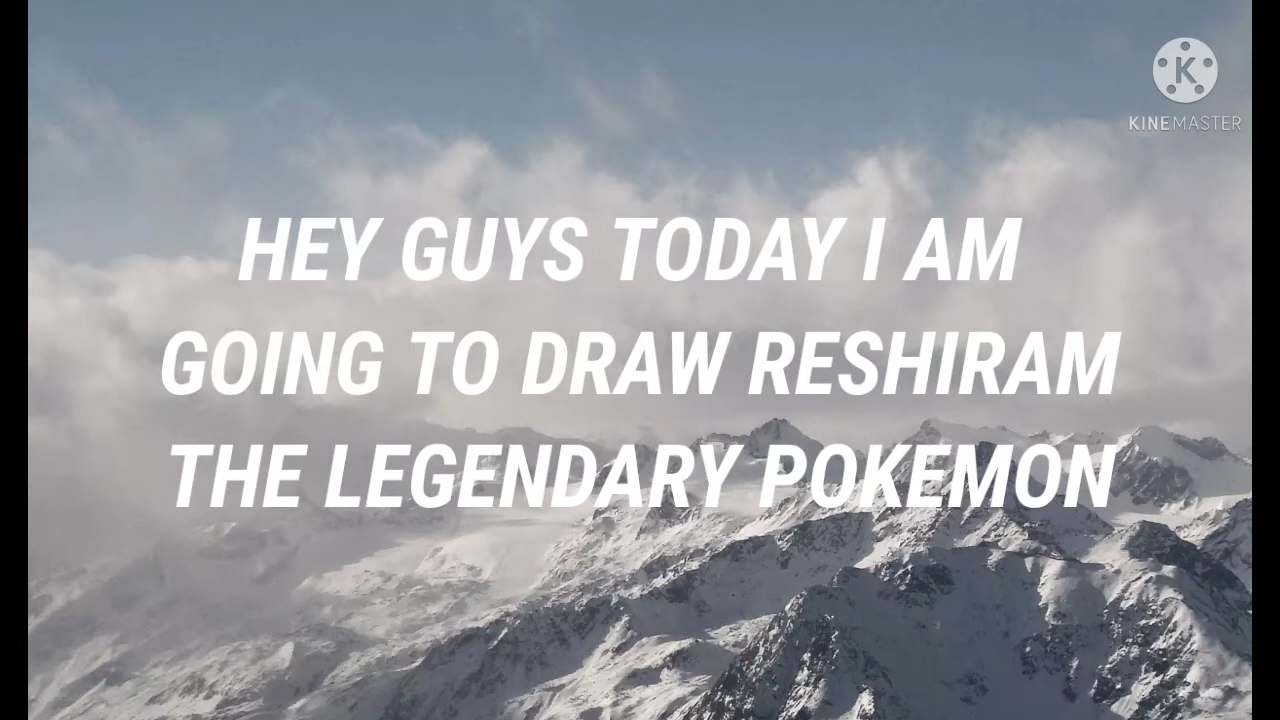 K
KINEMASTER
HEY GUYS TODAY I AM
GOING TO DRAW RESHIRAM
THE LEGENDARY POKEMON